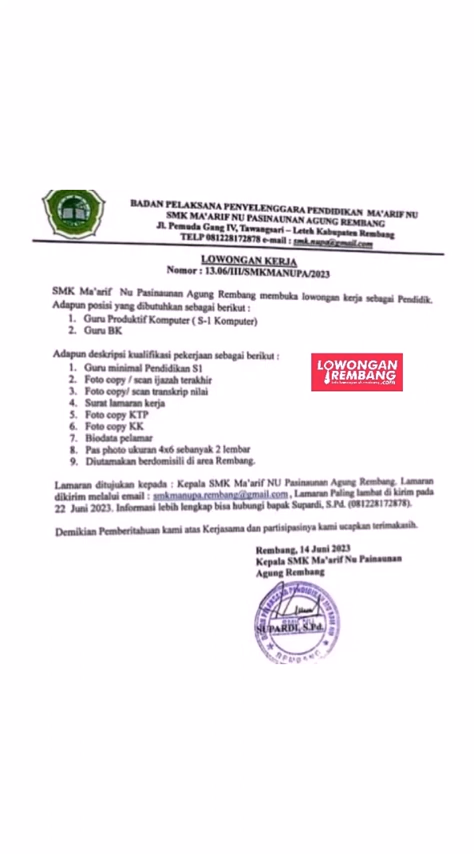 BADAN PELAKSANA PENYELENGGARA PENDIDIKAN MA'ARIF NU
SMK MA'ARIF NU PASINAUNAN AGUNG REMBANG
Jl. Pemuda Gang IV, Tawangsari – Leteh Kabupaten Rembang
TELP 081228172878 e-mail : smk.nupa@gmail.com
LOWONGAN KERJA
Nomor : 13.06/III/SMKMANUPA/2023
SMK Ma'arif Nu Pasinaunan Agung Rembang membuka lowongan kerja sebagai Pendidik.
Adapun posisi yang dibutuhkan sebagai berikut :
1. Guru Produktif Komputer ( S-1 Komputer)
2. Guru BK
Adapun deskripsi kualifikasi pekerjaan sebagai berikut :
1. Guru minimal Pendidikan S1
2. Foto copy / scan ijazah terakhir
3. Foto copy/ scan transkrip nilai
4. Surat lamaran kerja
5. Foto copy KTP
6. Foto copy KK
7. Biodata pelamar
8. Pas photo ukuran 4x6 sebanyak 2 lembar
9. Diutamakan berdomisili di area Rembang.
LOWONGAN
REMBANG
Lamaran ditujukan kepada : Kepala SMK Ma'arif NU Pasinaunan Agung Rembang. Lamaran
dikirim melalui email : smkmanupa.rembang@gmail.com , Lamaran Paling lambat di kirim pada
22 Juni 2023. Informasi lebih lengkap bisa hubungi bapak Supardi, S.Pd. (081228172878).
Demikian Pemberitahuan kami atas Kerjasama dan partisipasinya kami ucapkan terimakasih.
Rembang, 14 Juni 2023
Kepala SMK Ma'arif Nu Painaunan
Agung Rembang
SUPARDI, S.Pd.
REMBANG